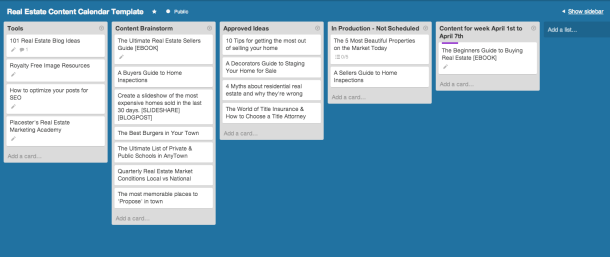 Real Estate Content Calendar Template
Public
Show sidebar
Tools
101 Real Estate Blog Ideas
1
Royalty Free Image Resources
How to optimize your posts for
SEO
Placester's Real Estate
Marketing Academy
Add a card...
Content Brainstorm
The Ultimate Real Estate Sellers
Guide [EBOOK]
A Buyers Guide to Home
Inspections
Create a slideshow of the most
expensive homes sold in the last
30 days. [SLIDESHARE]
[BLOGPOST]
The Best Burgers in Your Town
The Ultimate List of Private &
Public Schools in AnyTown
Quarterly Real Estate Market
Conditions Local vs National
The most memorable places to
'Propose' in town
Add a card...
Approved Ideas
10 Tips for getting the most out
of selling your home
A Decorators Guide to Staging
Your Home for Sale
4 Myths about residential real
estate and why they're wrong
The World of Title Insurance &
How to Choose a Title Attorney
Add a card...
In Production - Not Scheduled
The 5 Most Beautiful Properties
on the Market Today
A Sellers Guide to Home
Inspections
Add a card...
Content for week April 1st to
April 7th
The Beginners Guide to Buying
Real Estate [EBOOK]
Add a card...
Add a list...